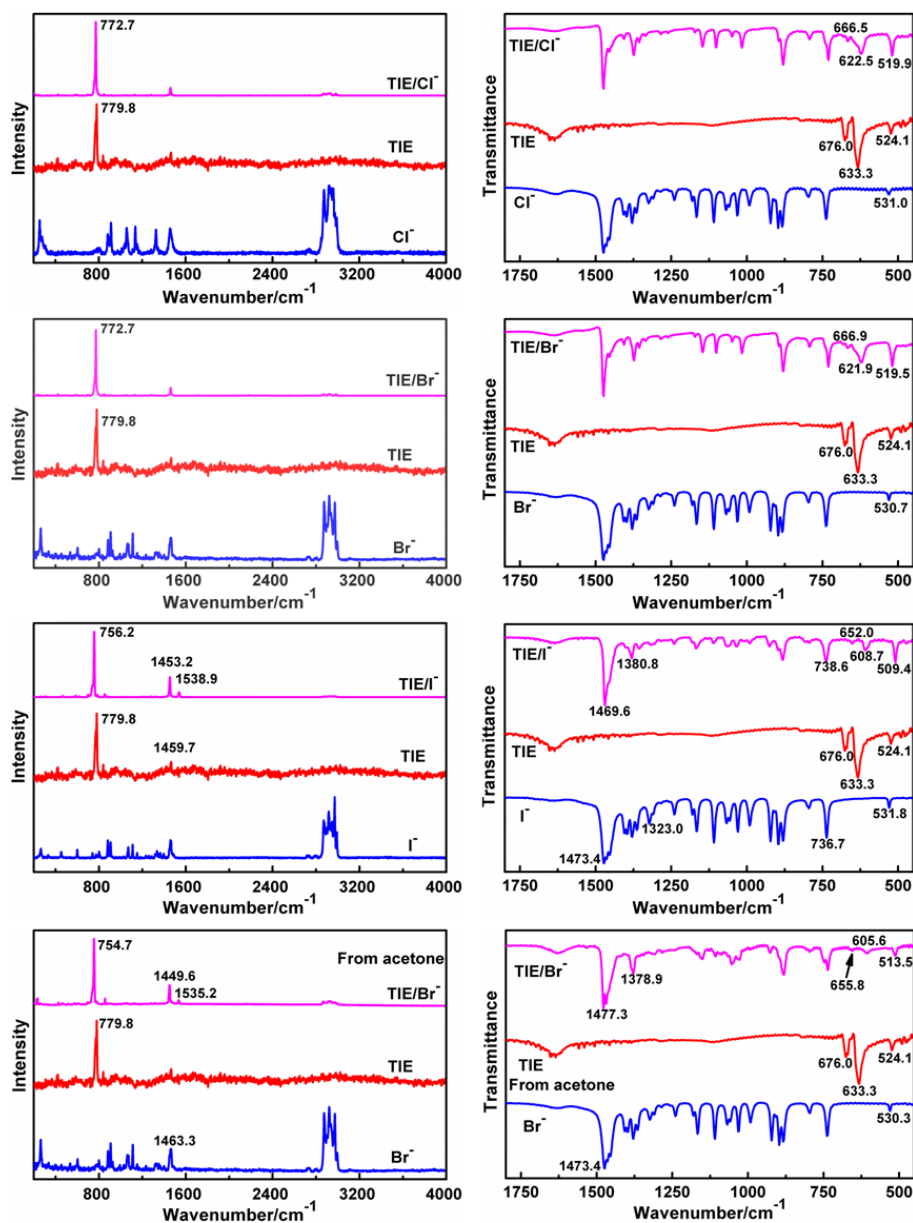 772.7
TIE/Cl⁻
779.8
TIE
Cl⁻
Intensity
800 1600 2400 3200 4000
Wavenumber/cm⁻¹
TIE/Cl⁻
666.5
622.5
519.9
TIE
676.0
633.3
524.1
Cl⁻
531.0
Transmittance
1750 1500 1250 1000 750 500
Wavenumber/cm⁻¹
772.7
TIE/Br⁻
779.8
TIE
Br⁻
Intensity
800 1600 2400 3200 4000
Wavenumber/cm⁻¹
TIE/Br⁻
666.9
621.9
519.5
TIE
676.0
633.3
524.1
Br⁻
530.7
Transmittance
1750 1500 1250 1000 750 500
Wavenumber/cm⁻¹
756.2
1453.2
1538.9
TIE/I⁻
779.8
1459.7
TIE
I⁻
Intensity
800 1600 2400 3200 4000
Wavenumber/cm⁻¹
TIE/I⁻
1469.6
1380.8
738.6
652.0
608.7
509.4
TIE
676.0
633.3
524.1
I⁻
1473.4
1323.0
736.7
531.8
Transmittance
1750 1500 1250 1000 750 500
Wavenumber/cm⁻¹
754.7
From acetone
1449.6
1535.2
TIE/Br⁻
779.8
TIE
1463.3
Br⁻
Intensity
800 1600 2400 3200 4000
Wavenumber/cm⁻¹
TIE/Br⁻
1477.3
1378.9
605.6
655.8
513.5
TIE
676.0
633.3
524.1
From acetone
Br⁻
1473.4
530.3
Transmittance
1750 1500 1250 1000 750 500
Wavenumber/cm⁻¹